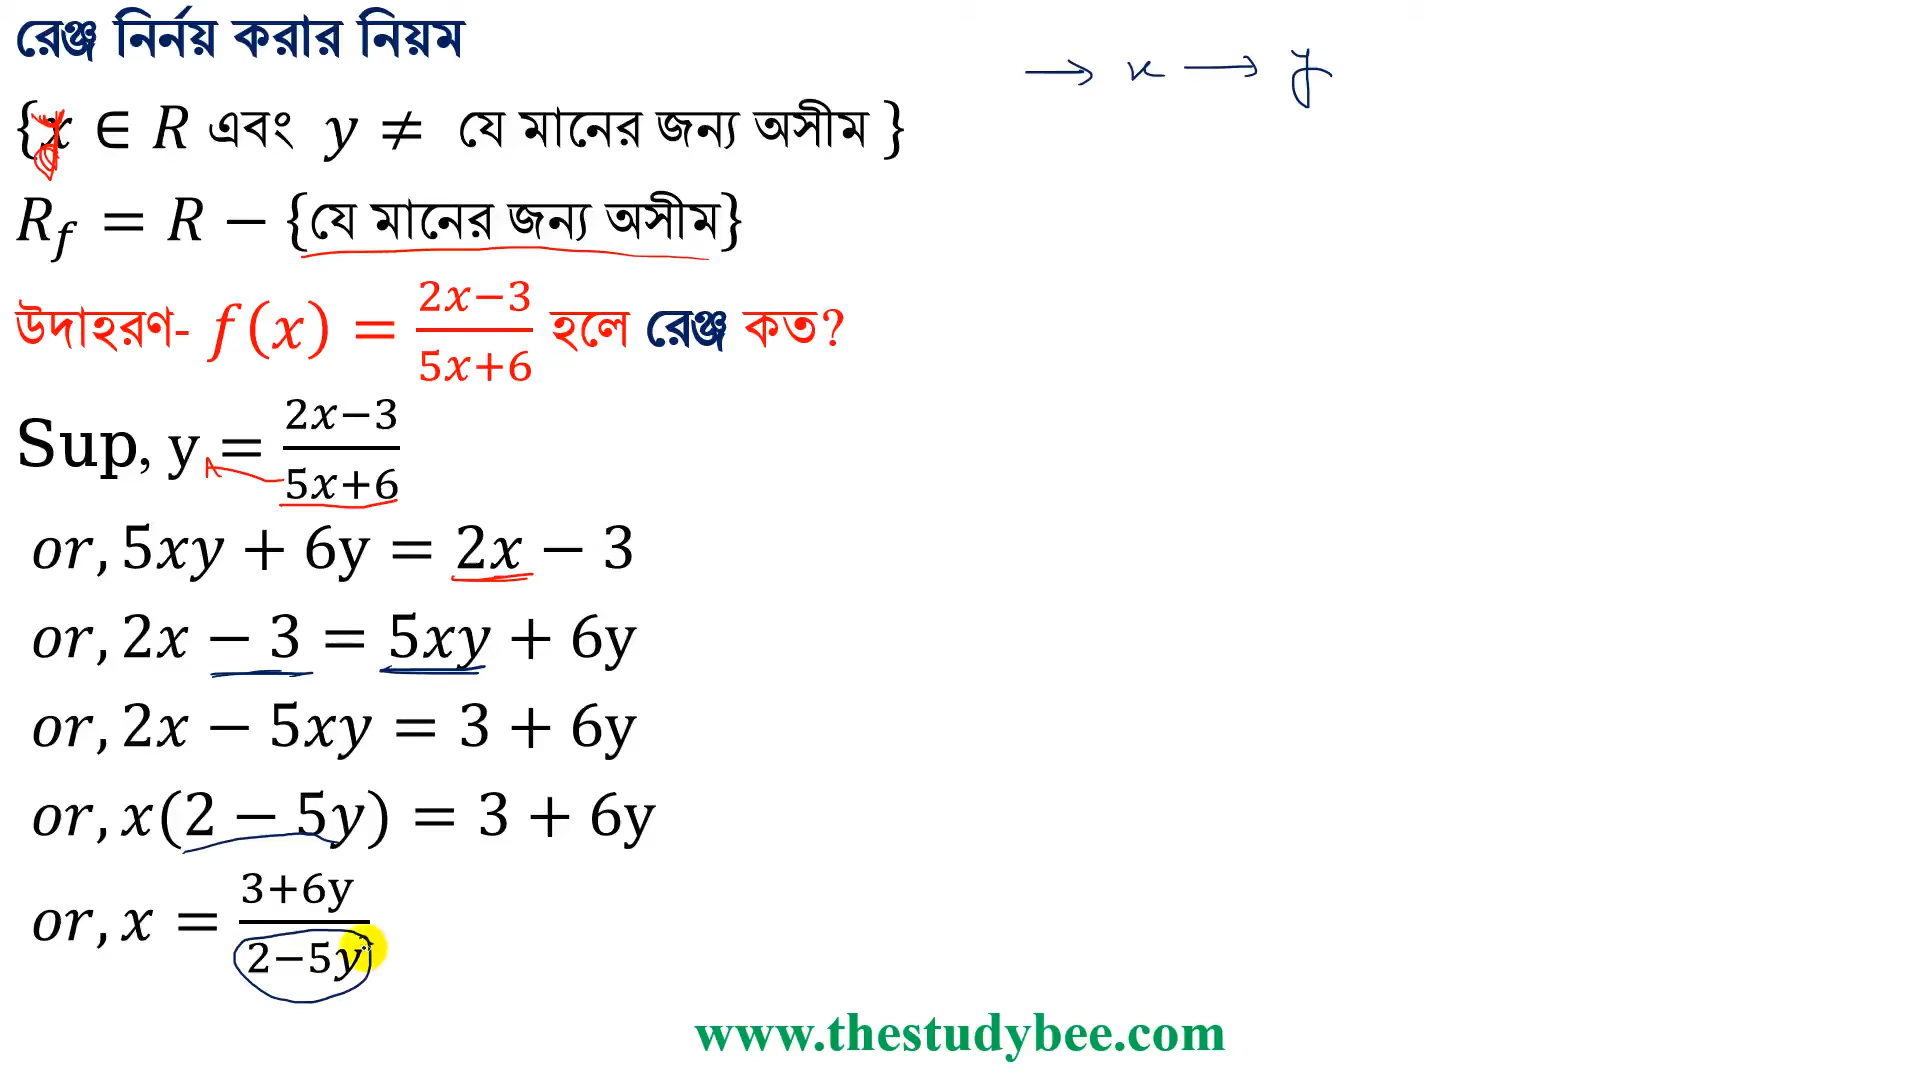 রেঞ্জ নির্নয় করার নিয়ম
→ x → y
{y ∈ R এবং y ≠ যে মানের জন্য অসীম }
R_f = R − {যে মানের জন্য অসীম}
উদাহরণ- f(x) = (2x−3)/(5x+6) হলে রেঞ্জ কত?
Sup, y = (2x−3)/(5x+6)
or, 5xy + 6y = 2x − 3
or, 2x − 3 = 5xy + 6y
or, 2x − 5xy = 3 + 6y
or, x(2 − 5y) = 3 + 6y
or, x = (3+6y)/(2−5y)
www.thestudybee.com